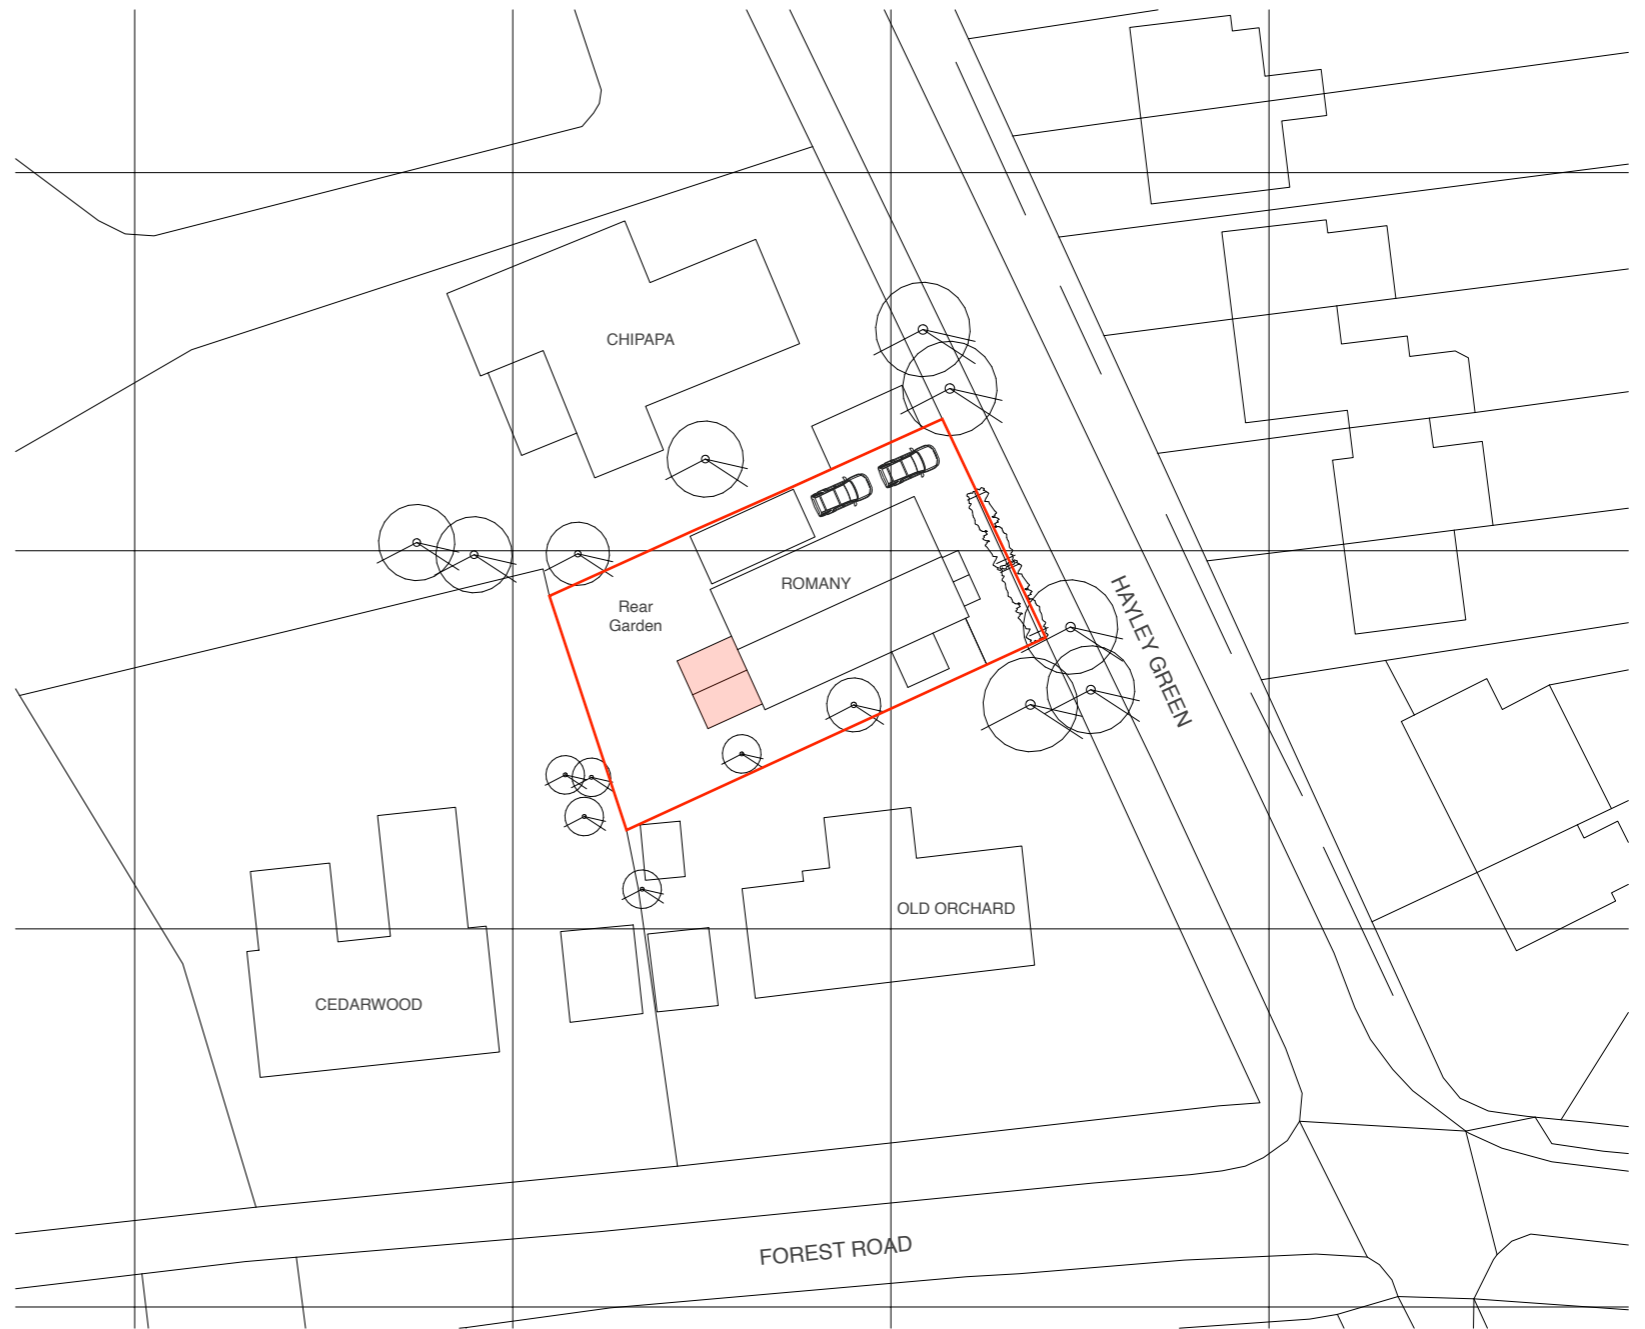 CHIPAPA
ROMANY
Rear
Garden
HAYLEY GREEN
OLD ORCHARD
CEDARWOOD
FOREST ROAD